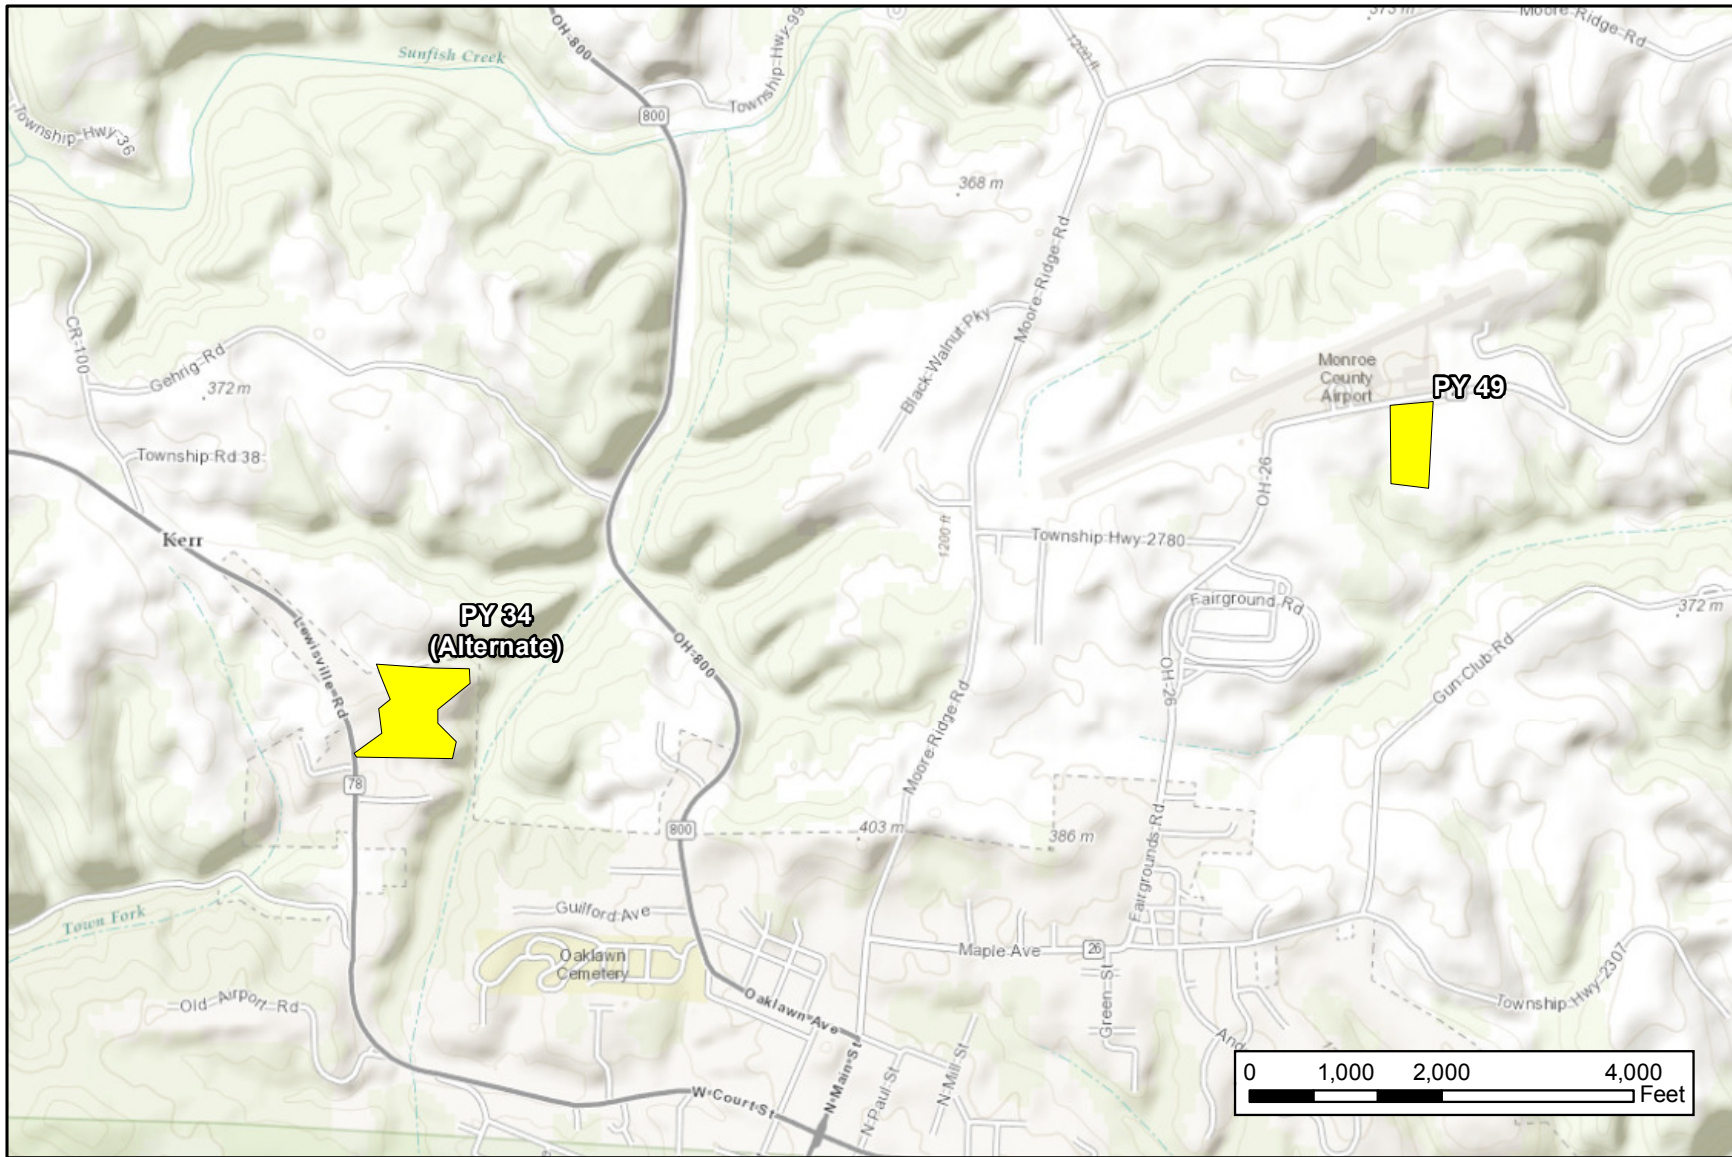 373 m
Moore-Ridge-Rd
OH-800
Township-Hwy-99
1200 ft
Sunfish Creek
800
Township-Hwy-36
368 m
Moore-Ridge-Rd
Black-Walnut-Pky
CR-100
Gehrig-Rd
372 m
Monroe
County
Airport
PY 49
Township-Rd 38
OH-26
1200 ft
Township-Hwy-2780
Kerr
Fairground-Rd
372 m
PY 34
(Alternate)
Lewisville-Rd
OH-800
Gun-Club-Rd
OH-26
Moore-Ridge-Rd
78
800
403 m
386 m
Fairgrounds-Rd
Town Fork
Guilford-Ave
Oaklawn
Cemetery
Maple-Ave
26
Green-St
Township-Hwy-2307
Old-Airport-Rd
Oaklawn-Ave
N-Main-St
N-Paul-St
N-Mill-St
W-Court-St
0 1,000 2,000 4,000
Feet